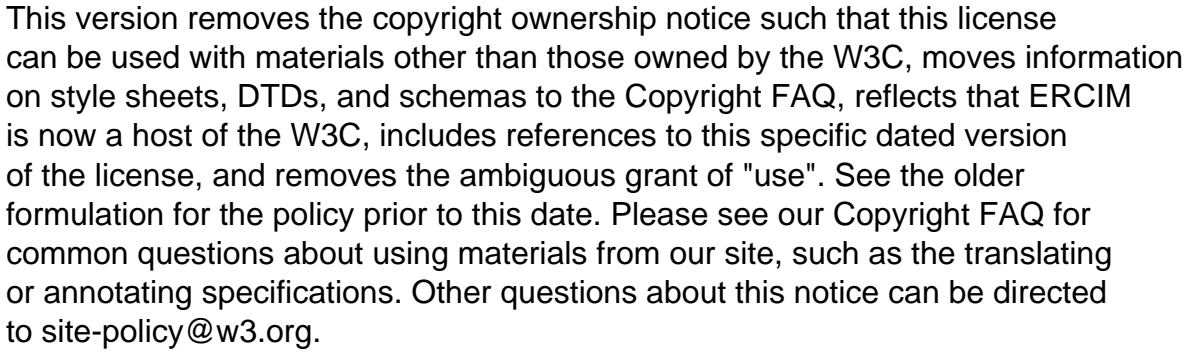 This version removes the copyright ownership notice such that this license
can be used with materials other than those owned by the W3C, moves information
on style sheets, DTDs, and schemas to the Copyright FAQ, reflects that ERCIM
is now a host of the W3C, includes references to this specific dated version
of the license, and removes the ambiguous grant of "use". See the older
formulation for the policy prior to this date. Please see our Copyright FAQ for
common questions about using materials from our site, such as the translating
or annotating specifications. Other questions about this notice can be directed
to site-policy@w3.org.